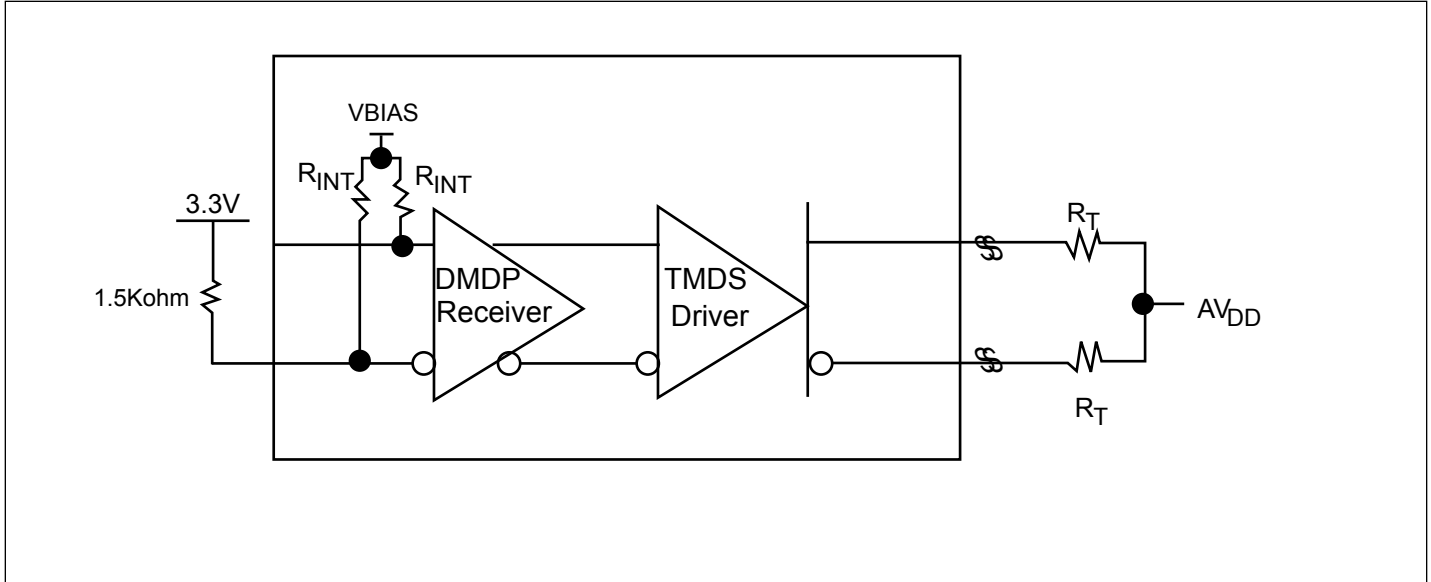 VBIAS
RINT
RINT
3.3V
1.5Kohm
DMDP
Receiver
TMDS
Driver
RT
AVDD
RT